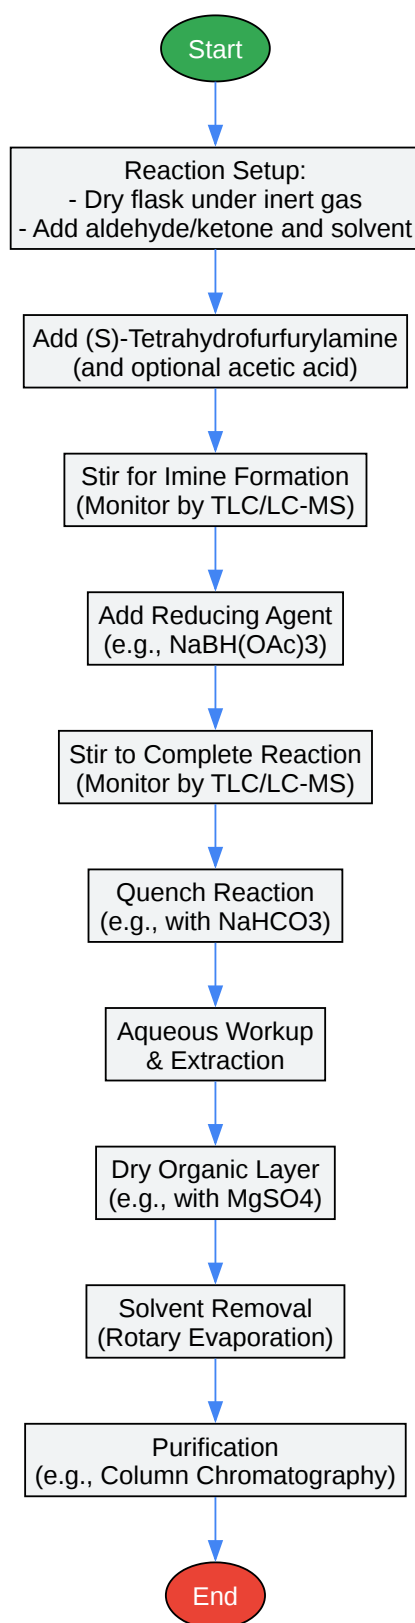 Start
Reaction Setup:
- Dry flask under inert gas
- Add aldehyde/ketone and solvent
Add (S)-Tetrahydrofurfurylamine
(and optional acetic acid)
Stir for Imine Formation
(Monitor by TLC/LC-MS)
Add Reducing Agent
(e.g., NaBH(OAc)3)
Stir to Complete Reaction
(Monitor by TLC/LC-MS)
Quench Reaction
(e.g., with NaHCO3)
Aqueous Workup
& Extraction
Dry Organic Layer
(e.g., with MgSO4)
Solvent Removal
(Rotary Evaporation)
Purification
(e.g., Column Chromatography)
End